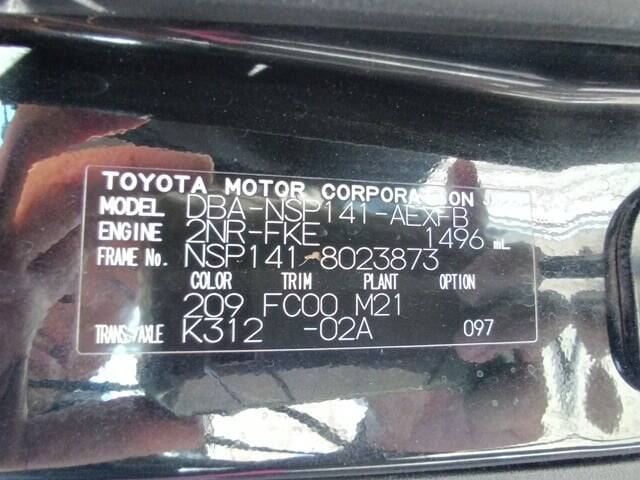 TOYOTA MOTOR CORPORATION
MODEL DBA-NSP141-AEXFB
ENGINE 2NR-FKE 1496 mL
FRAME No. NSP141-8023873
COLOR TRIM PLANT OPTION
209 FC00 M21
TRANS./AXLE K312 -02A 097